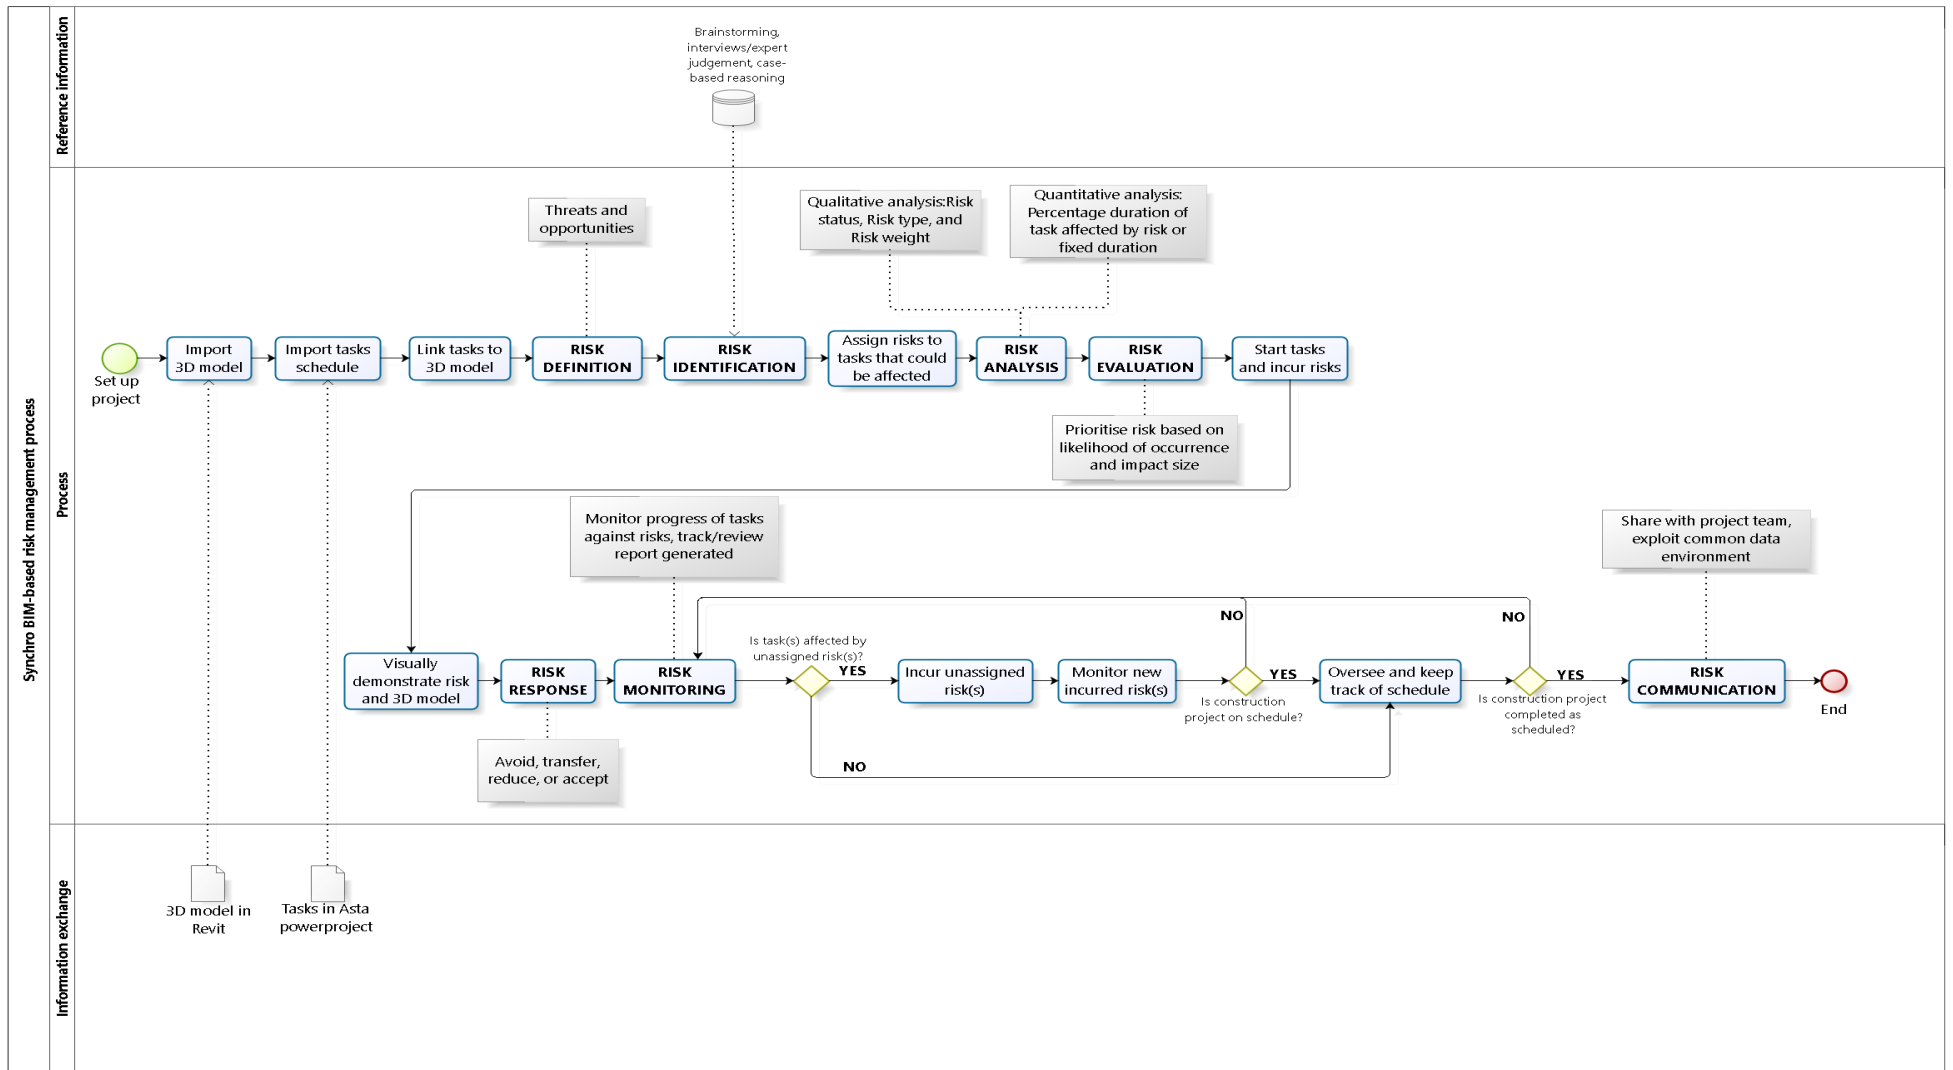 Synchro BIM-based risk management process
Reference information
Brainstorming,
interviews/expert
judgement, case-
based reasoning
Process
Threats and
opportunities
Qualitative analysis:Risk
status, Risk type, and
Risk weight
Quantitative analysis:
Percentage duration of
task affected by risk or
fixed duration
Set up
project
Import
3D model
Import tasks
schedule
Link tasks to
3D model
RISK
DEFINITION
RISK
IDENTIFICATION
Assign risks to
tasks that could
be affected
RISK
ANALYSIS
RISK
EVALUATION
Start tasks
and incur risks
Prioritise risk based on
likelihood of occurrence
and impact size
Monitor progress of tasks
against risks, track/review
report generated
Share with project team,
exploit common data
environment
Visually
demonstrate risk
and 3D model
RISK
RESPONSE
RISK
MONITORING
Is task(s) affected by
unassigned risk(s)?
YES
NO
Incur unassigned
risk(s)
Monitor new
incurred risk(s)
NO
YES
Is construction
project on schedule?
Oversee and keep
track of schedule
NO
YES
Is construction project
completed as
scheduled?
RISK
COMMUNICATION
End
Avoid, transfer,
reduce, or accept
Information exchange
3D model in
Revit
Tasks in Asta
powerproject